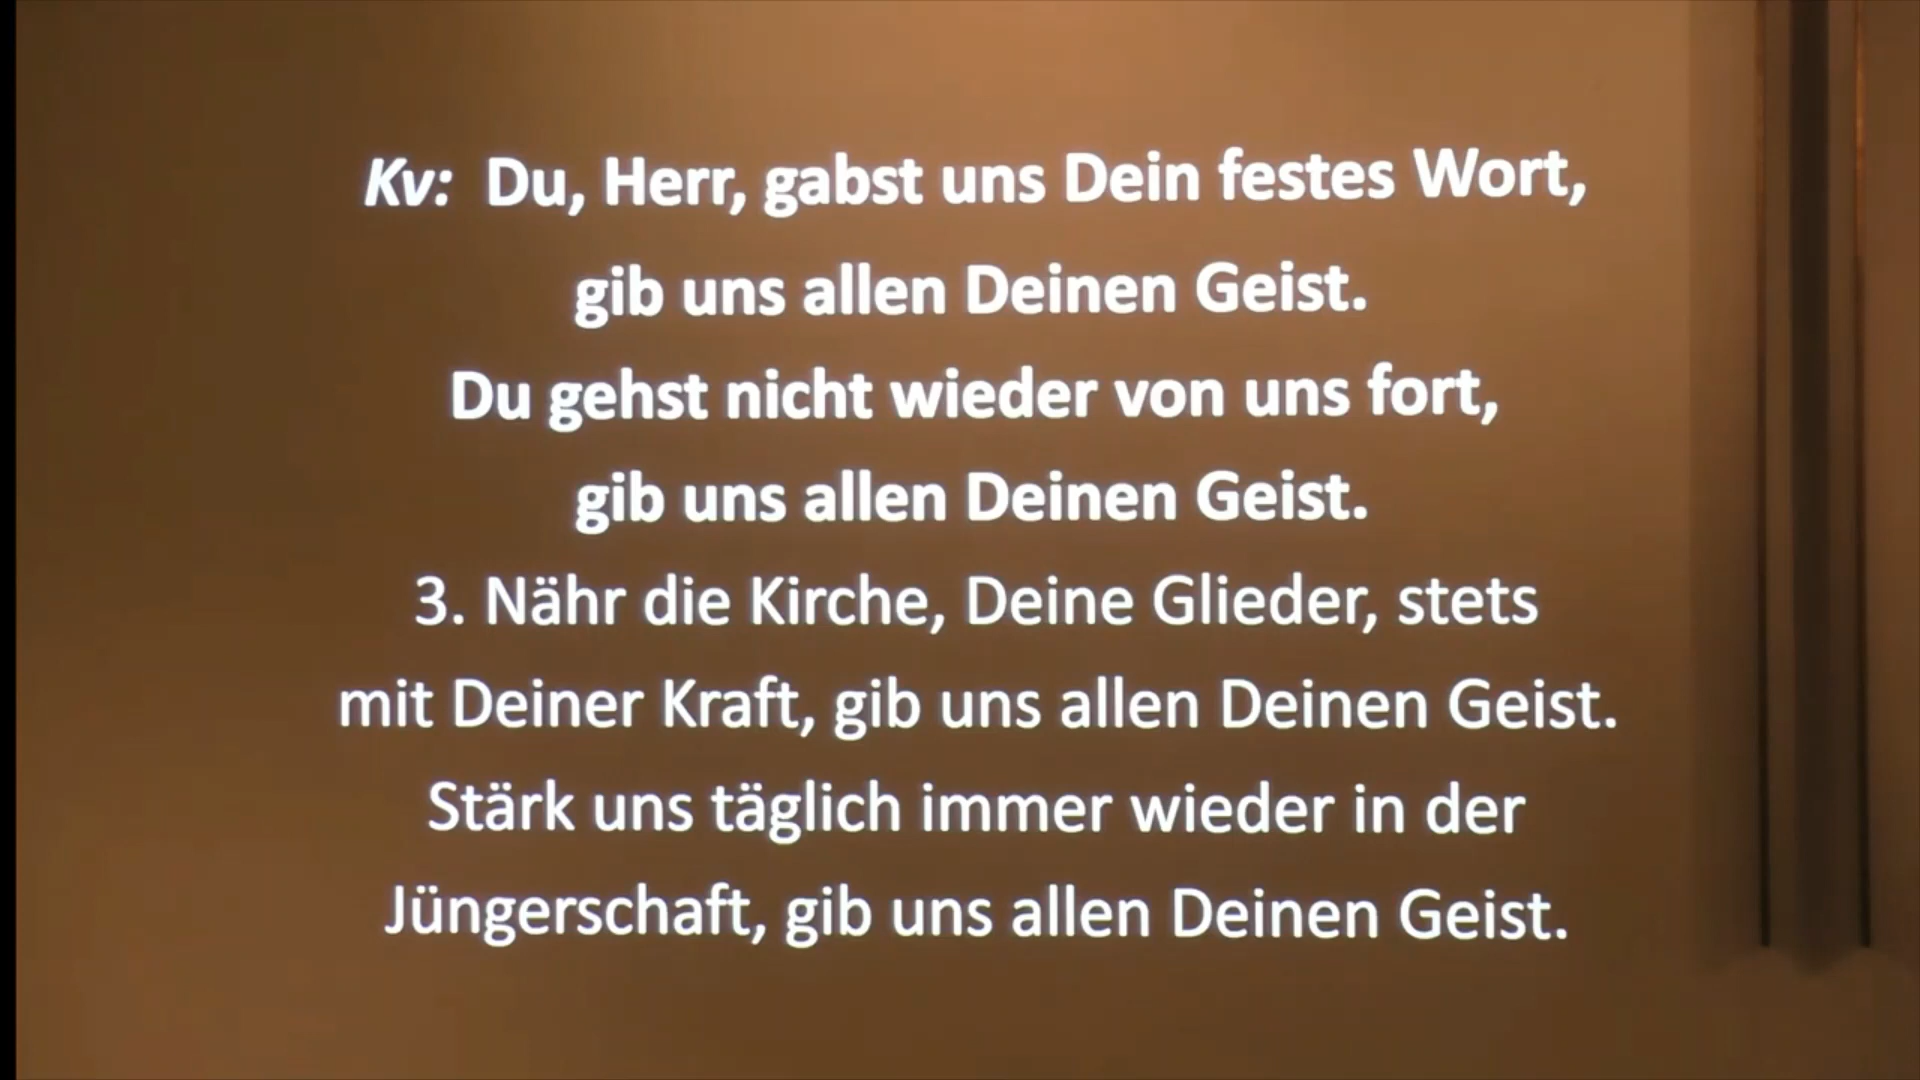 Kv: Du, Herr, gabst uns Dein festes Wort,
gib uns allen Deinen Geist.
Du gehst nicht wieder von uns fort,
gib uns allen Deinen Geist.
3. Nähr die Kirche, Deine Glieder, stets
mit Deiner Kraft, gib uns allen Deinen Geist.
Stärk uns täglich immer wieder in der
Jüngerschaft, gib uns allen Deinen Geist.